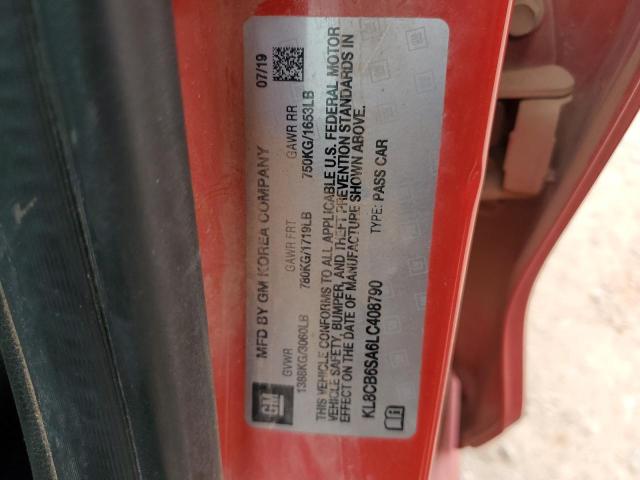 MFD BY GM KOREA COMPANY 07/19
GVWR GAWR FRT GAWR RR
1388KG/3060LB 780KG/1719LB 750KG/1653LB
THIS VEHICLE CONFORMS TO ALL APPLICABLE U.S. FEDERAL MOTOR
VEHICLE SAFETY, BUMPER, AND THEFT PREVENTION STANDARDS IN
EFFECT ON THE DATE OF MANUFACTURE SHOWN ABOVE.
KL8CB6SA6LC408790 TYPE: PASS CAR
GM